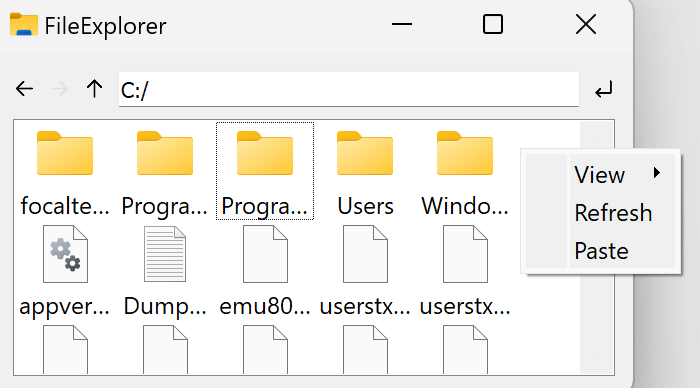 FileExplorer
C:/
focalte... Progra... Progra... Users Windo...
appver... Dump... emu80... userstx... userstx...
View
Refresh
Paste